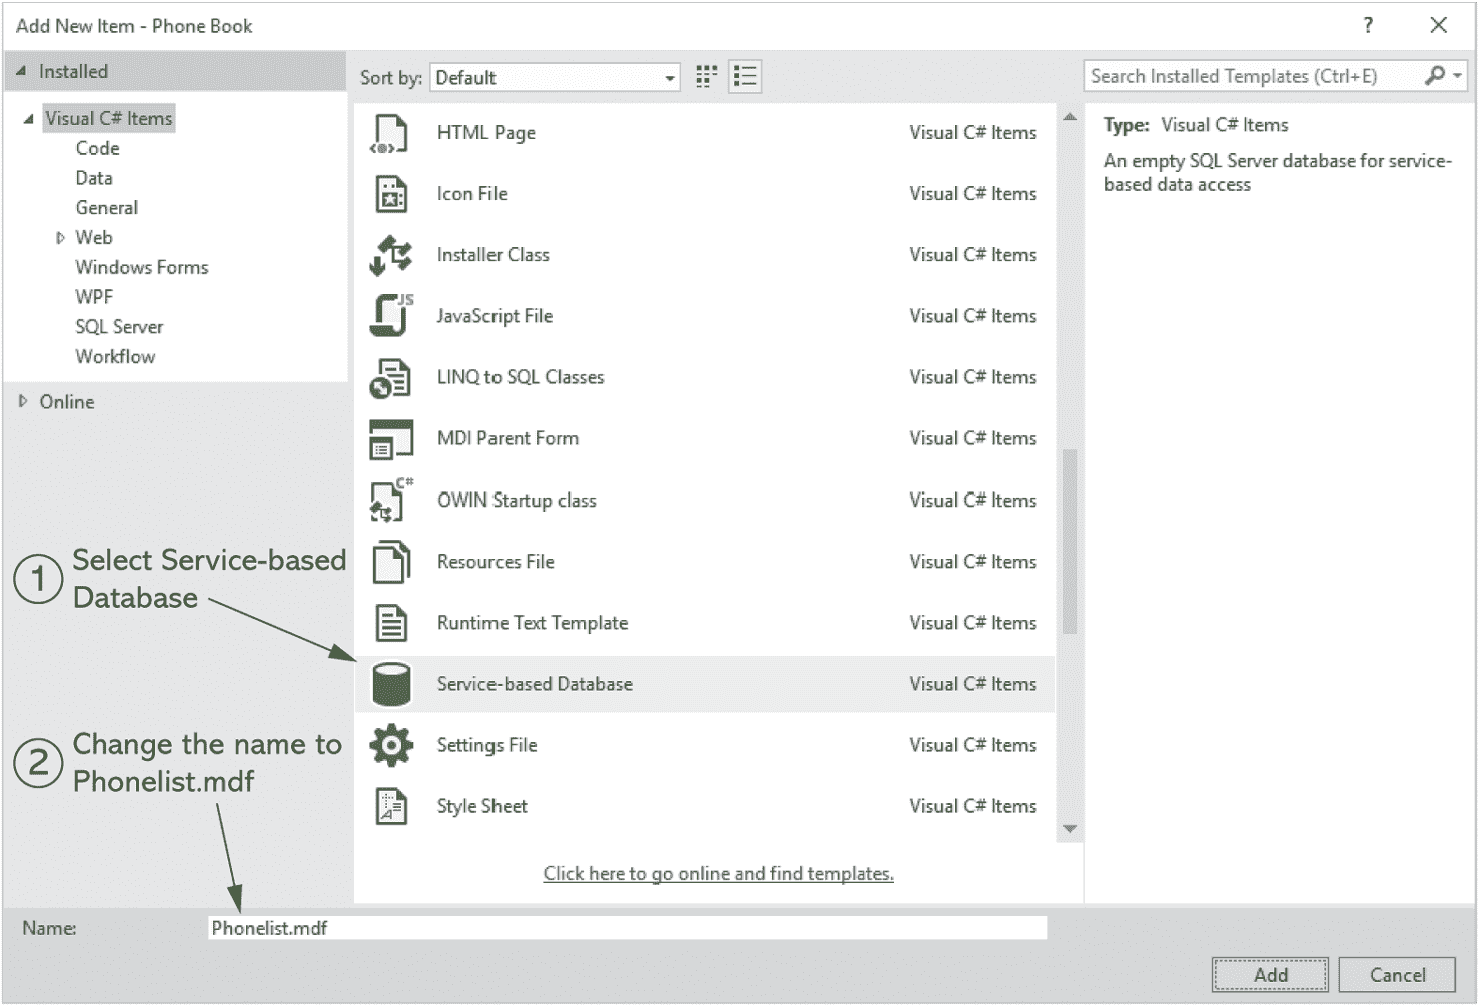 Add New Item - Phone Book
?
Installed
Sort by:
Default
Search Installed Templates (Ctrl+E)
Visual C# Items
Code
Data
General
Web
Windows Forms
WPF
SQL Server
Workflow
Online
HTML Page Visual C# Items
Icon File Visual C# Items
Installer Class Visual C# Items
JS
JavaScript File Visual C# Items
LINQ to SQL Classes Visual C# Items
MDI Parent Form Visual C# Items
C#
OWIN Startup class Visual C# Items
Resources File Visual C# Items
Runtime Text Template Visual C# Items
Service-based Database Visual C# Items
Settings File Visual C# Items
A
Style Sheet Visual C# Items
Click here to go online and find templates.
Type: Visual C# Items
An empty SQL Server database for service-
based data access
1
Select Service-based
Database
2
Change the name to
Phonelist.mdf
Name:
Phonelist.mdf
Add
Cancel